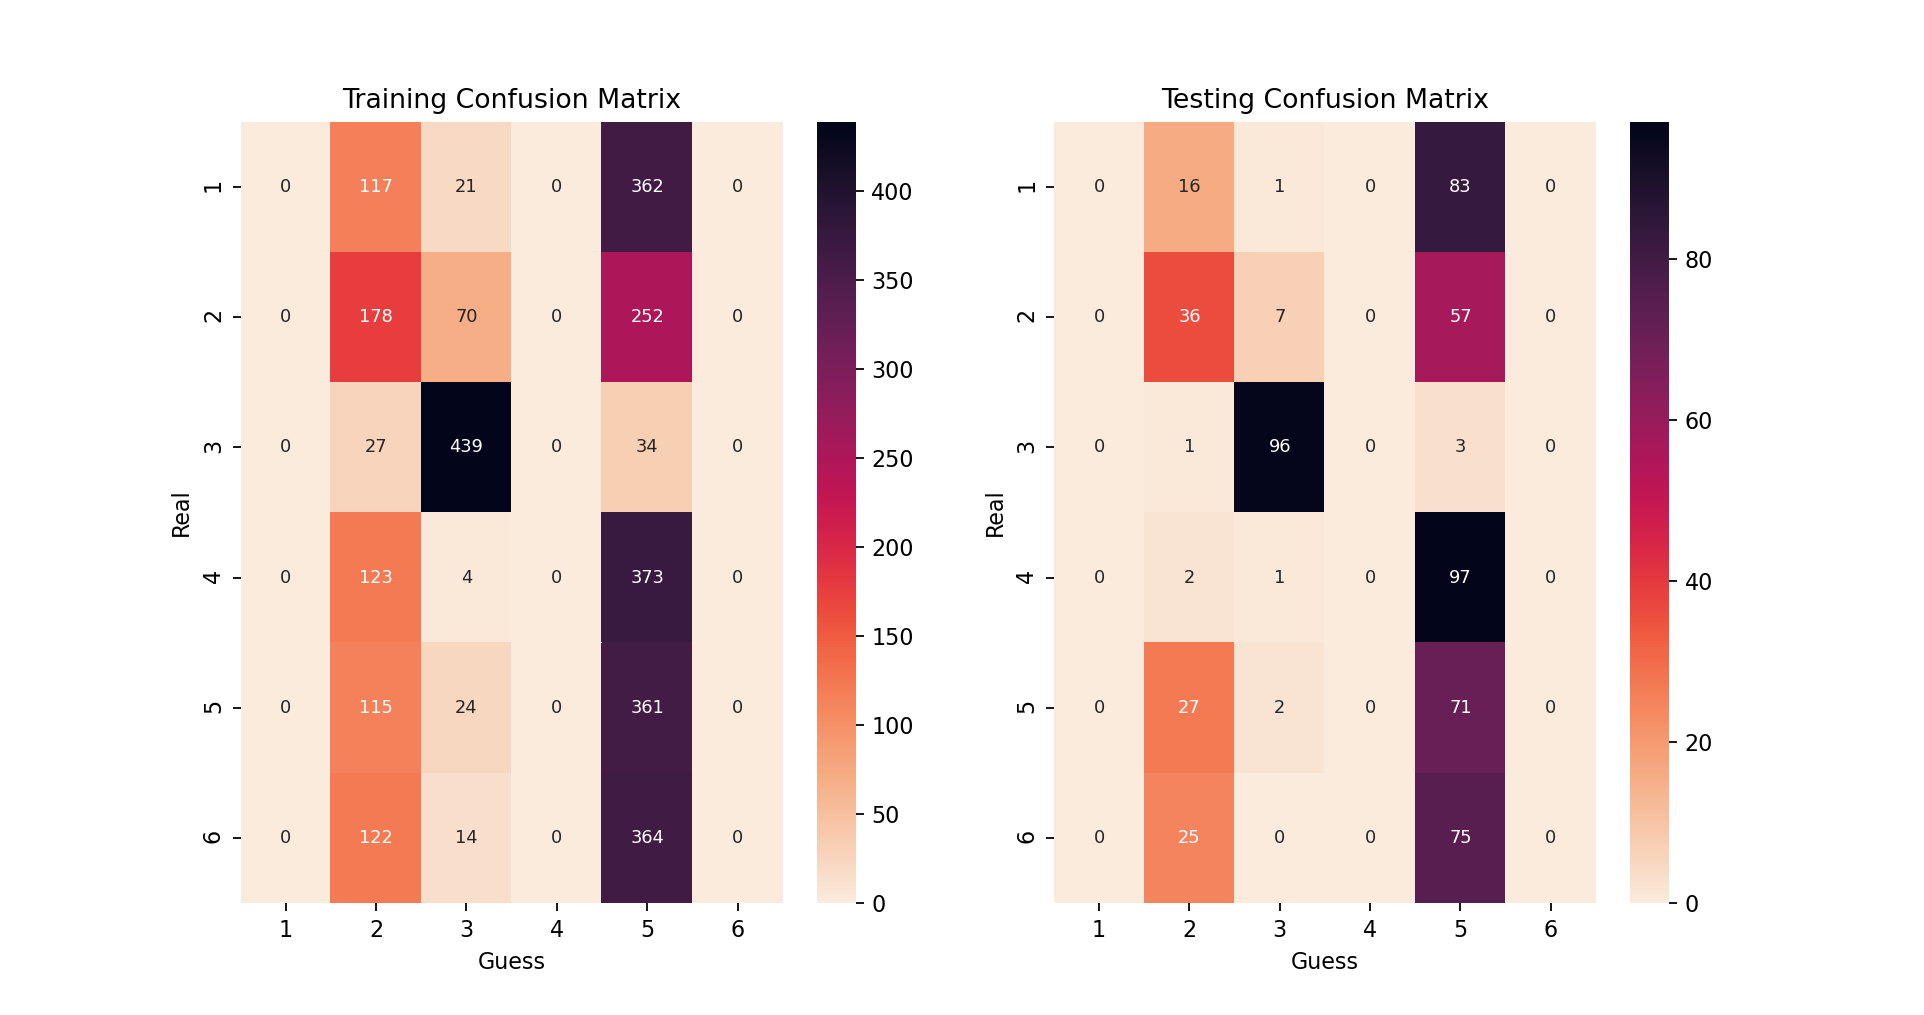 Training Confusion Matrix
1 0 117 21 0 362 0
2 0 178 70 0 252 0
3 0 27 439 0 34 0
4 0 123 4 0 373 0
5 0 115 24 0 361 0
6 0 122 14 0 364 0
1 2 3 4 5 6
Guess
Real
400
350
300
250
200
150
100
50
0
Testing Confusion Matrix
1 0 16 1 0 83 0
2 0 36 7 0 57 0
3 0 1 96 0 3 0
4 0 2 1 0 97 0
5 0 27 2 0 71 0
6 0 25 0 0 75 0
1 2 3 4 5 6
Guess
Real
80
60
40
20
0